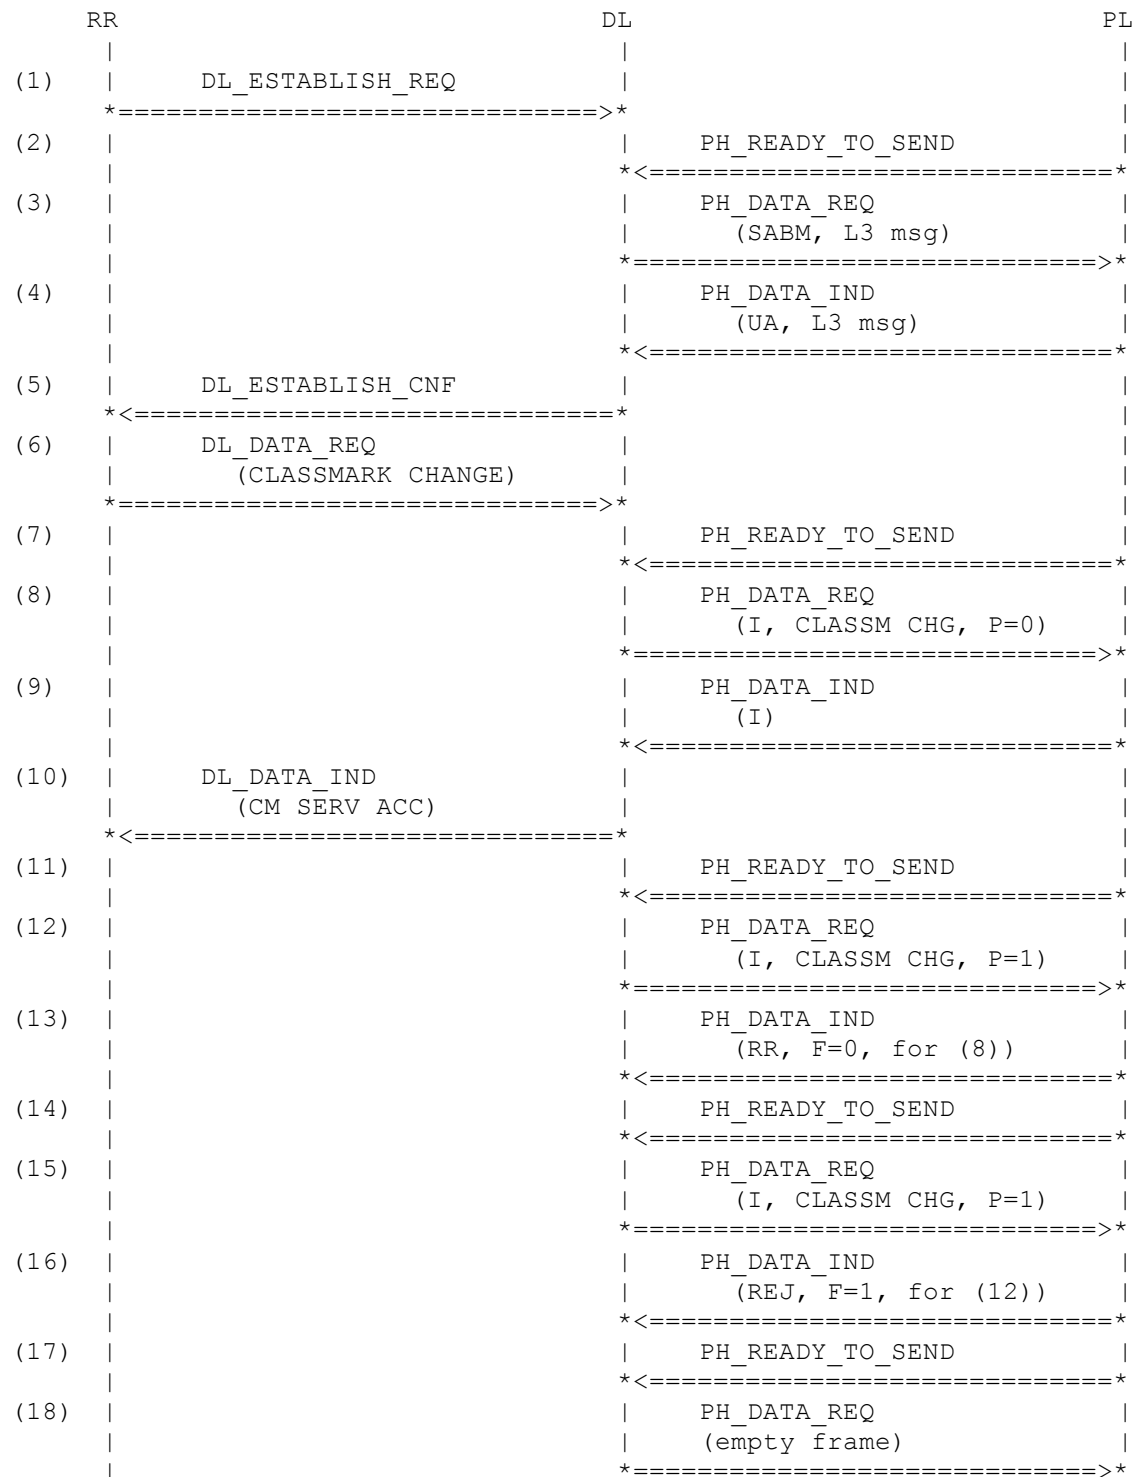 RR DL PL
| | |
(1) | DL_ESTABLISH_REQ | |
*==============================>* |
(2) | | PH_READY_TO_SEND |
| *<=============================*
(3) | | PH_DATA_REQ |
| | (SABM, L3 msg) |
| *=============================>*
(4) | | PH_DATA_IND |
| | (UA, L3 msg) |
| *<=============================*
(5) | DL_ESTABLISH_CNF | |
*<==============================* |
(6) | DL_DATA_REQ | |
| (CLASSMARK CHANGE) | |
*==============================>* |
(7) | | PH_READY_TO_SEND |
| *<=============================*
(8) | | PH_DATA_REQ |
| | (I, CLASSM CHG, P=0) |
| *=============================>*
(9) | | PH_DATA_IND |
| | (I) |
| *<=============================*
(10) | DL_DATA_IND | |
| (CM SERV ACC) | |
*<==============================* |
(11) | | PH_READY_TO_SEND |
| *<=============================*
(12) | | PH_DATA_REQ |
| | (I, CLASSM CHG, P=1) |
| *=============================>*
(13) | | PH_DATA_IND |
| | (RR, F=0, for (8)) |
| *<=============================*
(14) | | PH_READY_TO_SEND |
| *<=============================*
(15) | | PH_DATA_REQ |
| | (I, CLASSM CHG, P=1) |
| *=============================>*
(16) | | PH_DATA_IND |
| | (REJ, F=1, for (12)) |
| *<=============================*
(17) | | PH_READY_TO_SEND |
| *<=============================*
(18) | | PH_DATA_REQ |
| | (empty frame) |
| *=============================>*